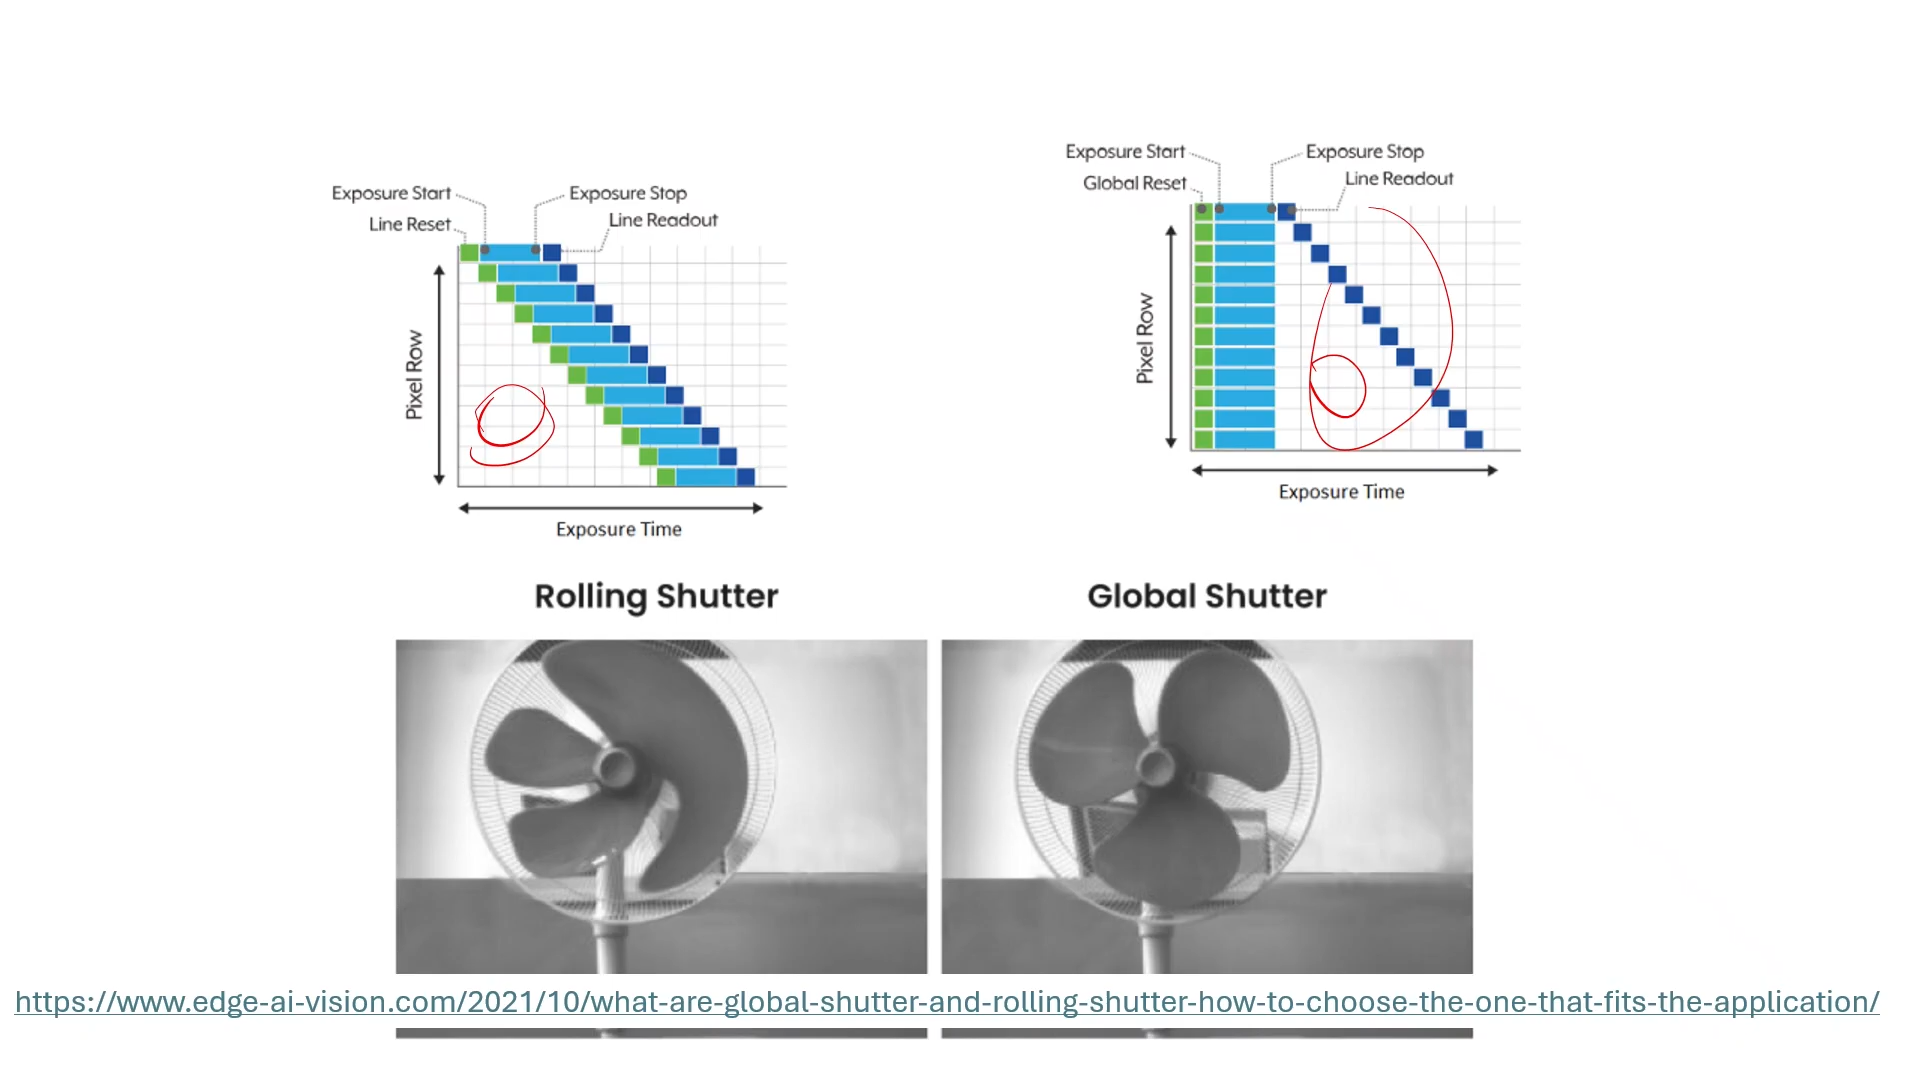 Exposure Start
Exposure Stop
Line Reset
Line Readout
Pixel Row
Exposure Time
Exposure Start
Exposure Stop
Global Reset
Line Readout
Pixel Row
Exposure Time
Rolling Shutter
Global Shutter
https://www.edge-ai-vision.com/2021/10/what-are-global-shutter-and-rolling-shutter-how-to-choose-the-one-that-fits-the-application/